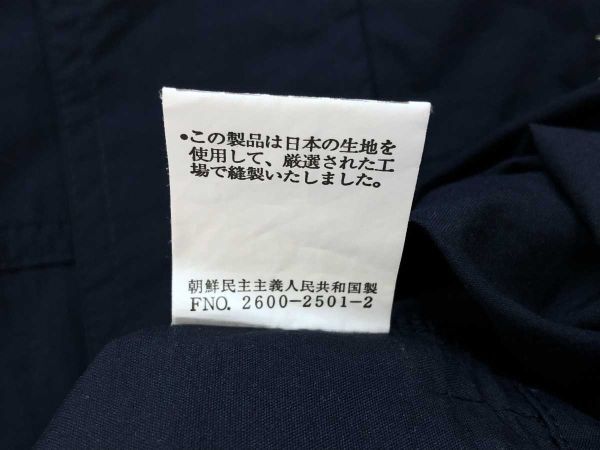 •この製品は日本の生地を
使用して、厳選された工
場で縫製いたしました。
朝鮮民主主義人民共和国製
FNO. 2600-2501-2